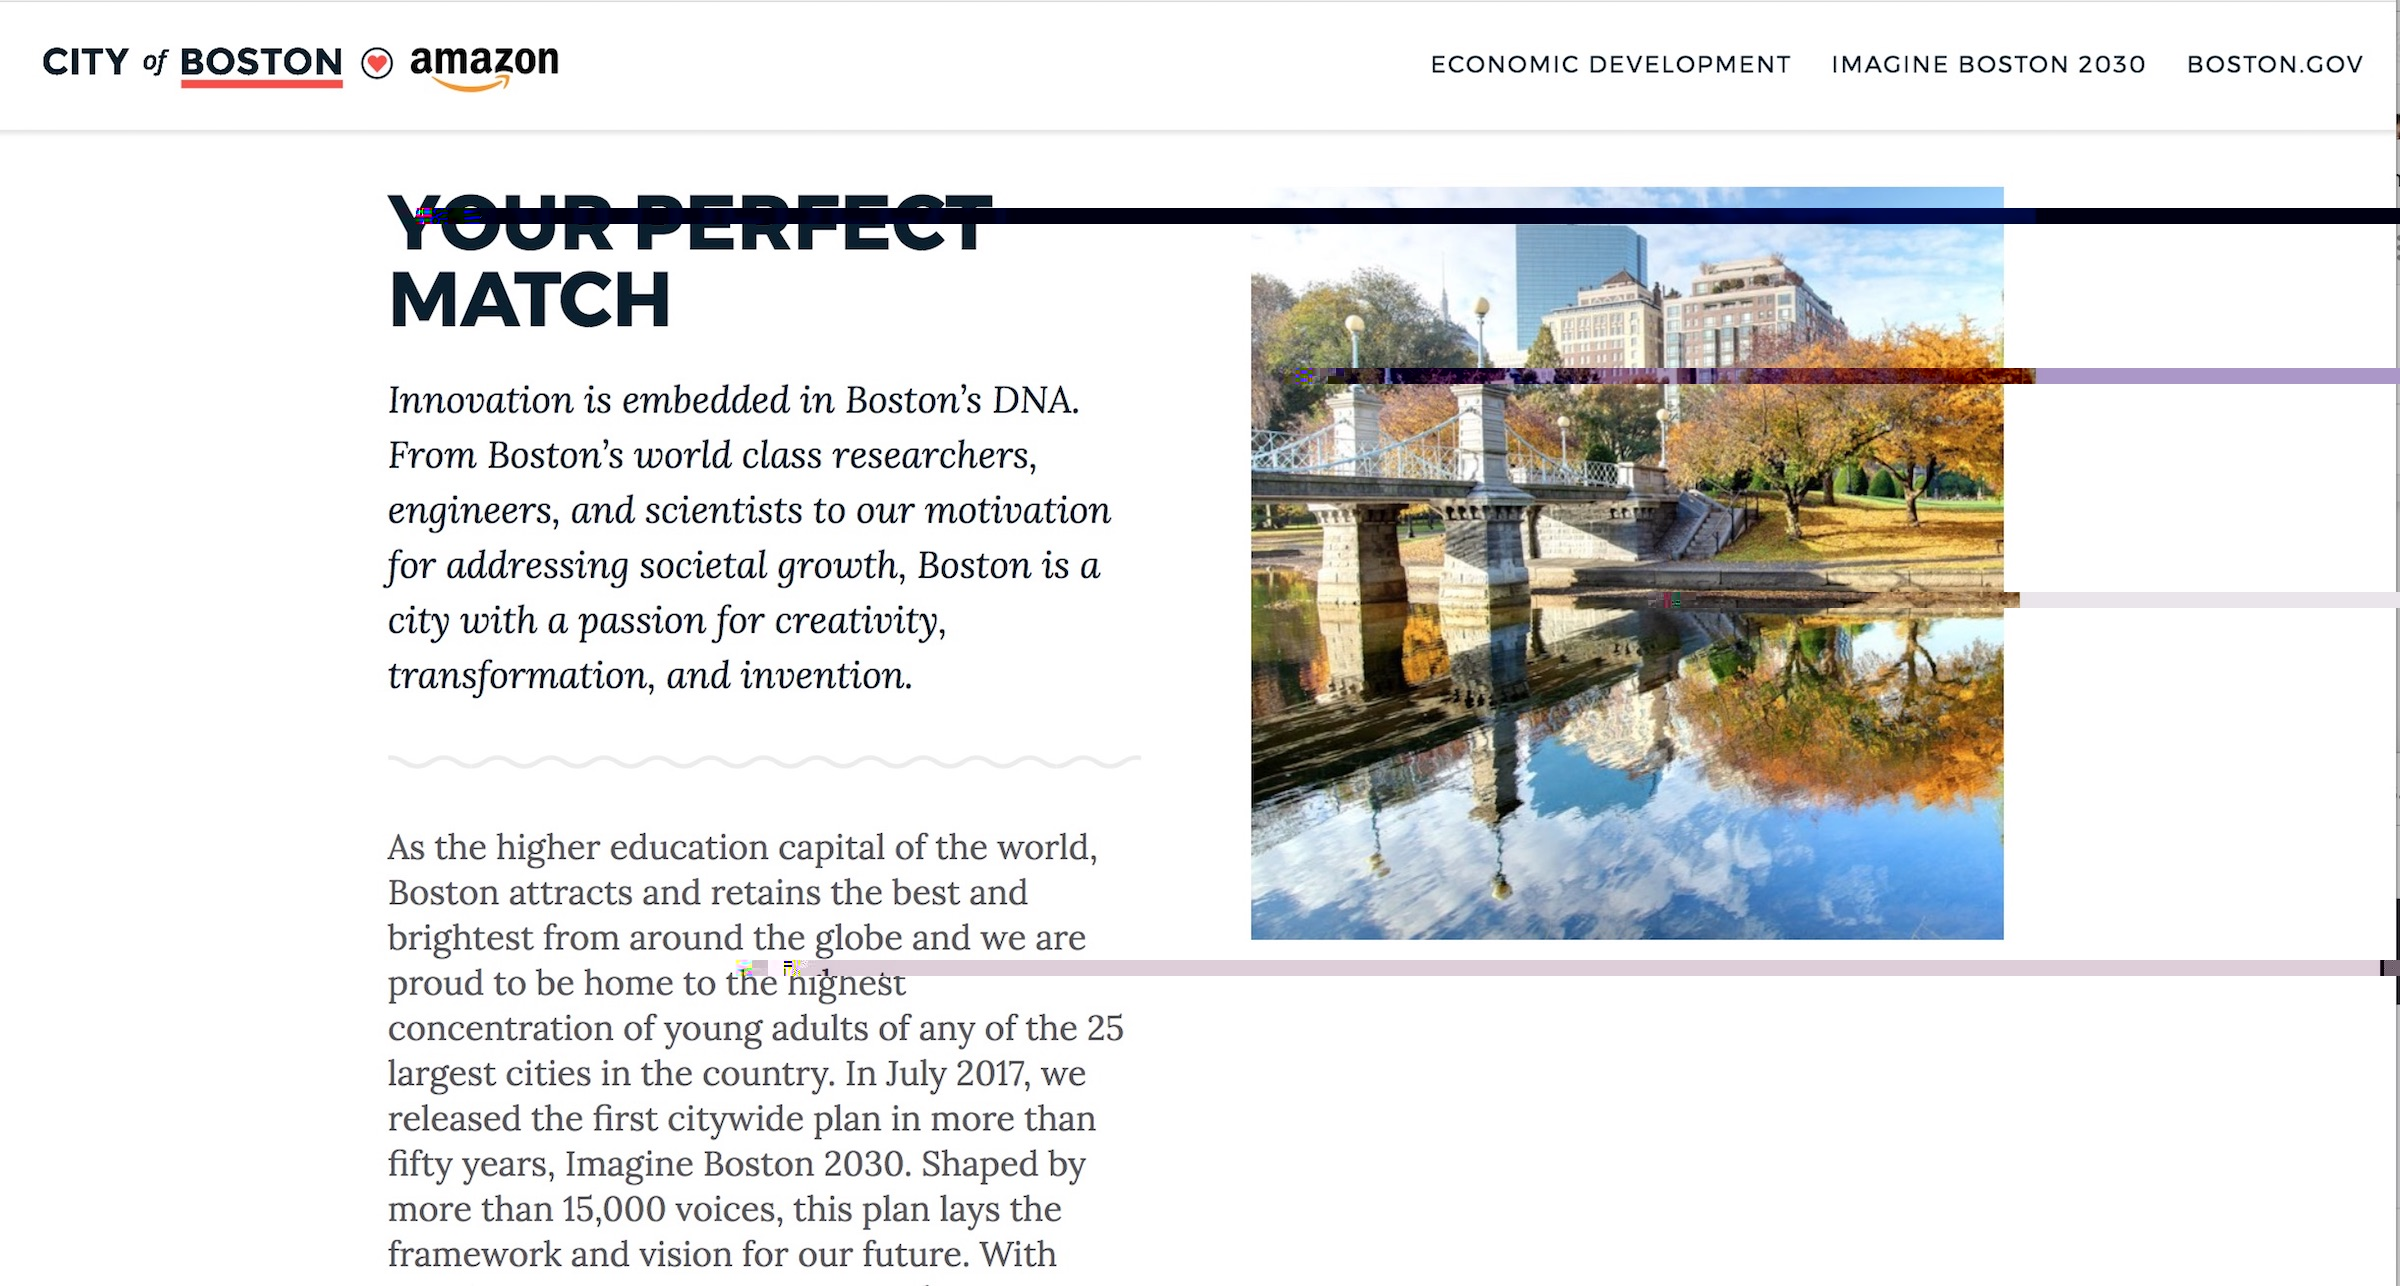 CITY of BOSTON amazon
ECONOMIC DEVELOPMENT IMAGINE BOSTON 2030 BOSTON.GOV
YOUR PERFECT
MATCH
Innovation is embedded in Boston’s DNA.
From Boston’s world class researchers,
engineers, and scientists to our motivation
for addressing societal growth, Boston is a
city with a passion for creativity,
transformation, and invention.
As the higher education capital of the world,
Boston attracts and retains the best and
brightest from around the globe and we are
proud to be home to the highest
concentration of young adults of any of the 25
largest cities in the country. In July 2017, we
released the first citywide plan in more than
fifty years, Imagine Boston 2030. Shaped by
more than 15,000 voices, this plan lays the
framework and vision for our future. With